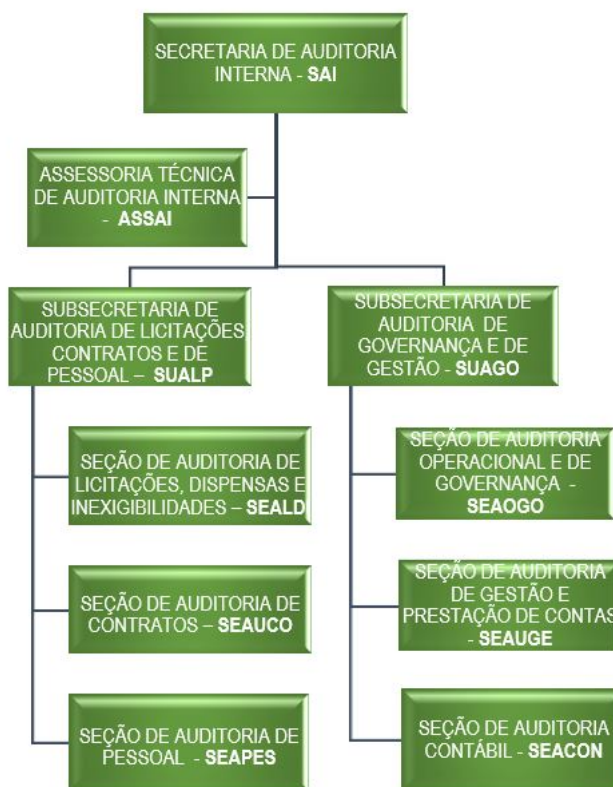 SECRETARIA DE AUDITORIA
INTERNA - SAI
ASSESSORIA TÉCNICA
DE AUDITORIA INTERNA
- ASSAI
SUBSECRETARIA DE
AUDITORIA DE LICITAÇÕES
CONTRATOS E DE
PESSOAL – SUALP
SEÇÃO DE AUDITORIA DE
LICITAÇÕES, DISPENSAS E
INEXIGIBILIDADES – SEALD
SEÇÃO DE AUDITORIA DE
CONTRATOS – SEAUCO
SEÇÃO DE AUDITORIA DE
PESSOAL - SEAPES
SUBSECRETARIA DE
AUDITORIA DE
GOVERNANÇA E DE
GESTÃO - SUAGO
SEÇÃO DE AUDITORIA
OPERACIONAL E DE
GOVERNANÇA -
SEAOGO
SEÇÃO DE AUDITORIA
DE GESTÃO E
PRESTAÇÃO DE CONTAS
- SEAUGE
SEÇÃO DE AUDITORIA
CONTÁBIL - SEACON